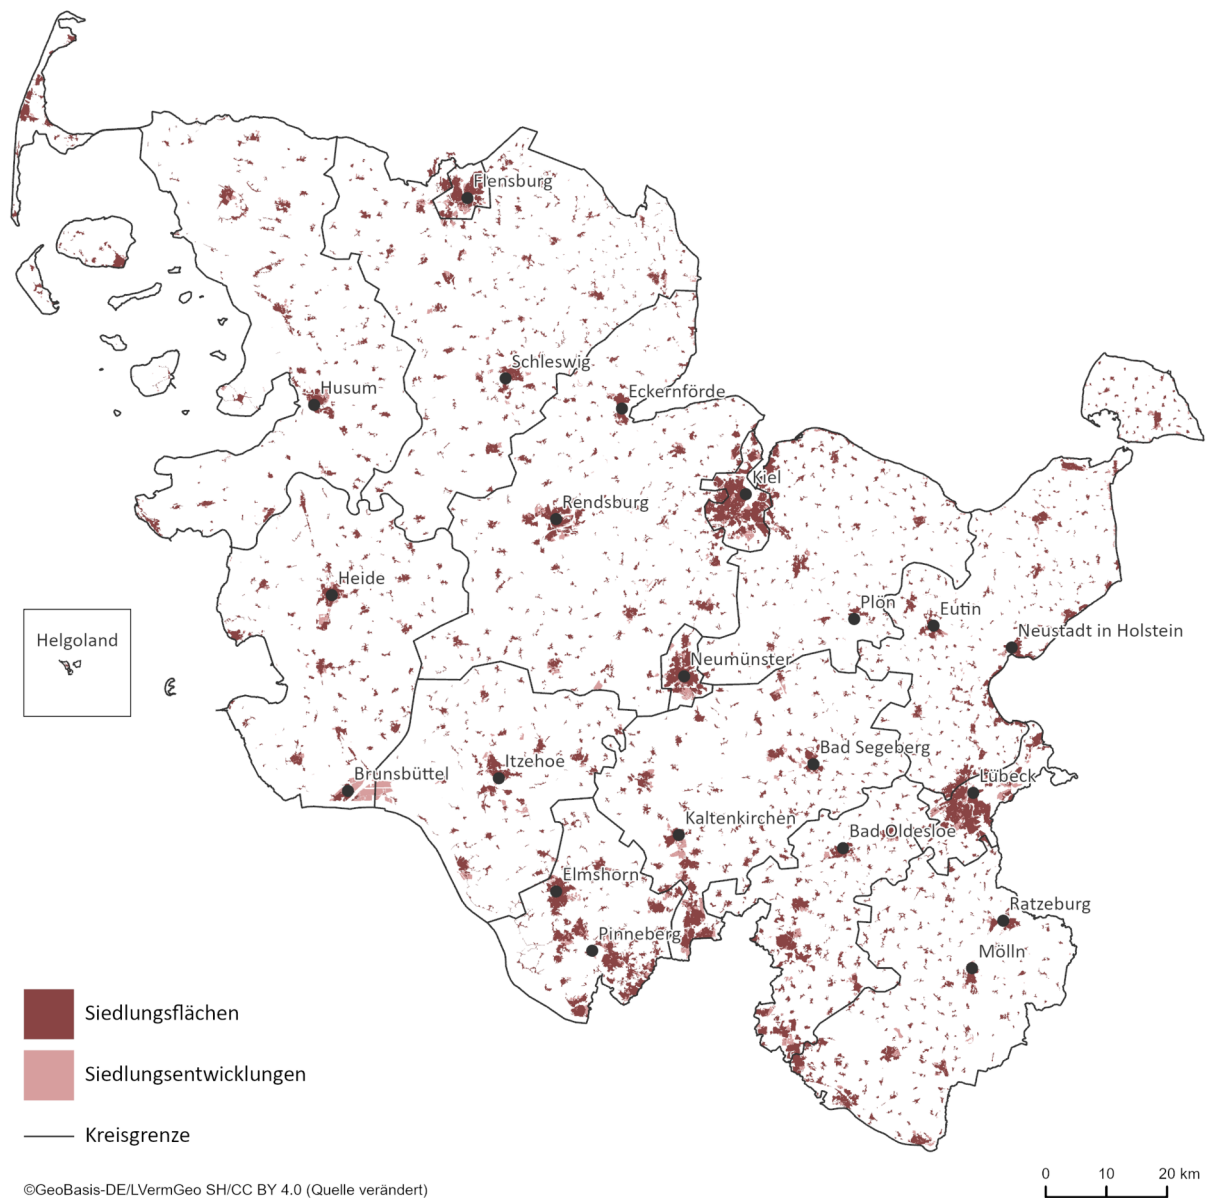 Flensburg
Schleswig
Husum
Eckernförde
Kiel
Rendsburg
Heide
Plön
Eutin
Neustadt in Holstein
Helgoland
Neumünster
Bad Segeberg
Itzehoe
Brunsbüttel
Lübeck
Kaltenkirchen
Bad Oldesloe
Elmshorn
Ratzeburg
Pinneberg
Mölln
Siedlungsflächen
Siedlungsentwicklungen
Kreisgrenze
0 10 20 km
©GeoBasis-DE/LVermGeo SH/CC BY 4.0 (Quelle verändert)